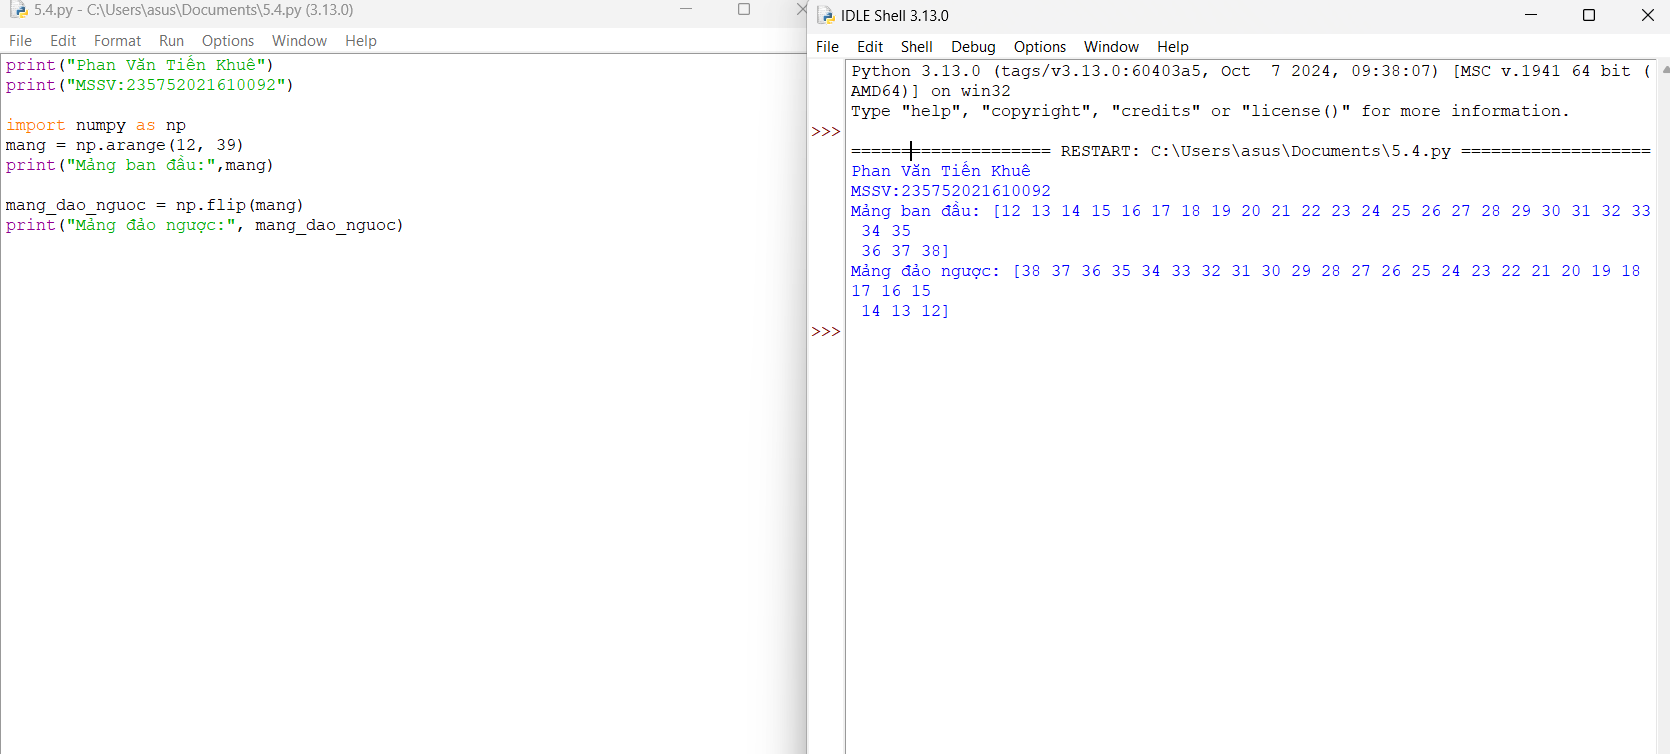 5.4.py - C:\Users\asus\Documents\5.4.py (3.13.0)
File Edit Format Run Options Window Help
print("Phan Văn Tiến Khuê")
print("MSSV:235752021610092")
import numpy as np
mang = np.arange(12, 39)
print("Mảng ban đầu:",mang)
mang_dao_nguoc = np.flip(mang)
print("Mảng đảo ngược:", mang_dao_nguoc)
IDLE Shell 3.13.0
File Edit Shell Debug Options Window Help
Python 3.13.0 (tags/v3.13.0:60403a5, Oct  7 2024, 09:38:07) [MSC v.1941 64 bit (
AMD64)] on win32
Type "help", "copyright", "credits" or "license()" for more information.
>>>
==================== RESTART: C:\Users\asus\Documents\5.4.py ===================
Phan Văn Tiến Khuê
MSSV:235752021610092
Mảng ban đầu: [12 13 14 15 16 17 18 19 20 21 22 23 24 25 26 27 28 29 30 31 32 33
34 35
36 37 38]
Mảng đảo ngược: [38 37 36 35 34 33 32 31 30 29 28 27 26 25 24 23 22 21 20 19 18
17 16 15
14 13 12]
>>>